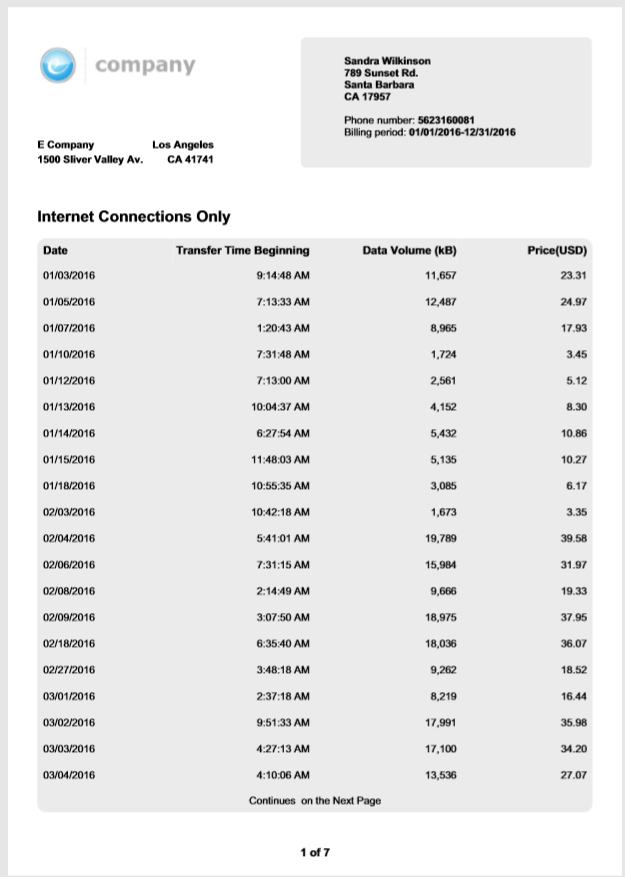 company
Sandra Wilkinson
789 Sunset Rd.
Santa Barbara
CA 17957
Phone number: 5623160081
Billing period: 01/01/2016-12/31/2016
E Company Los Angeles
1500 Sliver Valley Av. CA 41741
Internet Connections Only
Date Transfer Time Beginning Data Volume (kB) Price(USD)
01/03/2016 9:14:48 AM 11,657 23.31
01/05/2016 7:13:33 AM 12,487 24.97
01/07/2016 1:20:43 AM 8,965 17.93
01/10/2016 7:31:48 AM 1,724 3.45
01/12/2016 7:13:00 AM 2,561 5.12
01/13/2016 10:04:37 AM 4,152 8.30
01/14/2016 6:27:54 AM 5,432 10.86
01/15/2016 11:48:03 AM 5,135 10.27
01/18/2016 10:55:35 AM 3,085 6.17
02/03/2016 10:42:18 AM 1,673 3.35
02/04/2016 5:41:01 AM 19,789 39.58
02/06/2016 7:31:15 AM 15,984 31.97
02/08/2016 2:14:49 AM 9,666 19.33
02/09/2016 3:07:50 AM 18,975 37.95
02/18/2016 6:35:40 AM 18,036 36.07
02/27/2016 3:48:18 AM 9,262 18.52
03/01/2016 2:37:18 AM 8,219 16.44
03/02/2016 9:51:33 AM 17,991 35.98
03/03/2016 4:27:13 AM 17,100 34.20
03/04/2016 4:10:06 AM 13,536 27.07
Continues on the Next Page
1 of 7